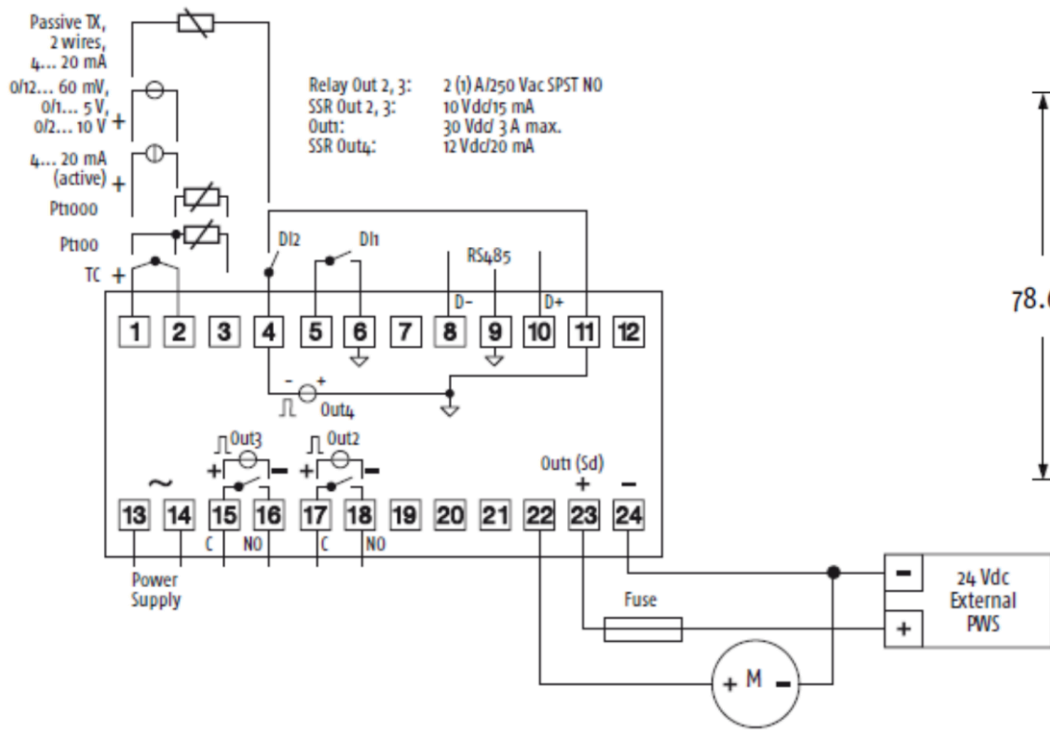 Passive TX,
2 wires,
4... 20 mA
0/12... 60 mV,
0/1... 5 V,
0/2... 10 V +
4... 20 mA
(active) +
Pt1000
Pt100
TC +
Relay Out 2, 3: 2 (1) A/250 Vac SPST NO
SSR Out 2, 3: 10 Vdc/15 mA
Out1: 30 Vdc/ 3 A max.
SSR Out4: 12 Vdc/20 mA
DI2 DI1 RS485
D- D+
1 2 3 4 5 6 7 8 9 10 11 12
- +
Out4
Out3 Out2
+ - + -
Out1 (Sd)
~ + -
13 14 15 16 17 18 19 20 21 22 23 24
C NO C NO
Power
Supply
Fuse
- 24 Vdc
External
+ PWS
+ M -